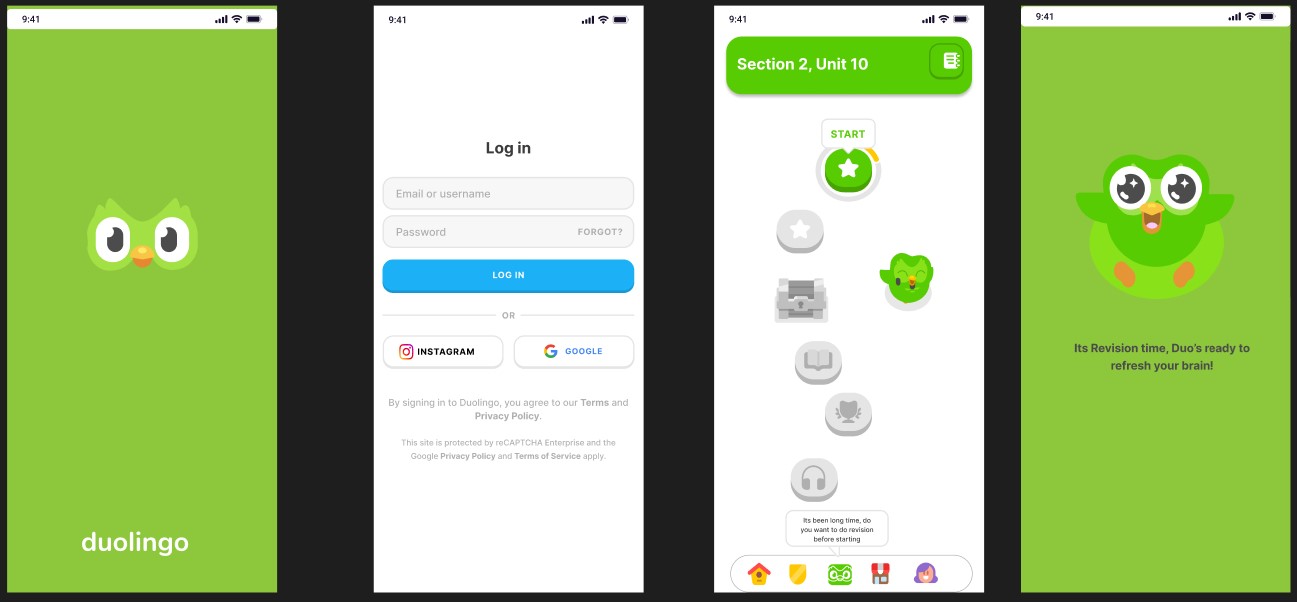 9:41
duolingo
9:41
Log in
Email or username
Password
FORGOT?
LOG IN
OR
INSTAGRAM
GOOGLE
By signing in to Duolingo, you agree to our Terms and
Privacy Policy.
This site is protected by reCAPTCHA Enterprise and the
Google Privacy Policy and Terms of Service apply.
9:41
Section 2, Unit 10
START
Its been long time, do
you want to do revision
before starting
9:41
Its Revision time, Duo's ready to
refresh your brain!